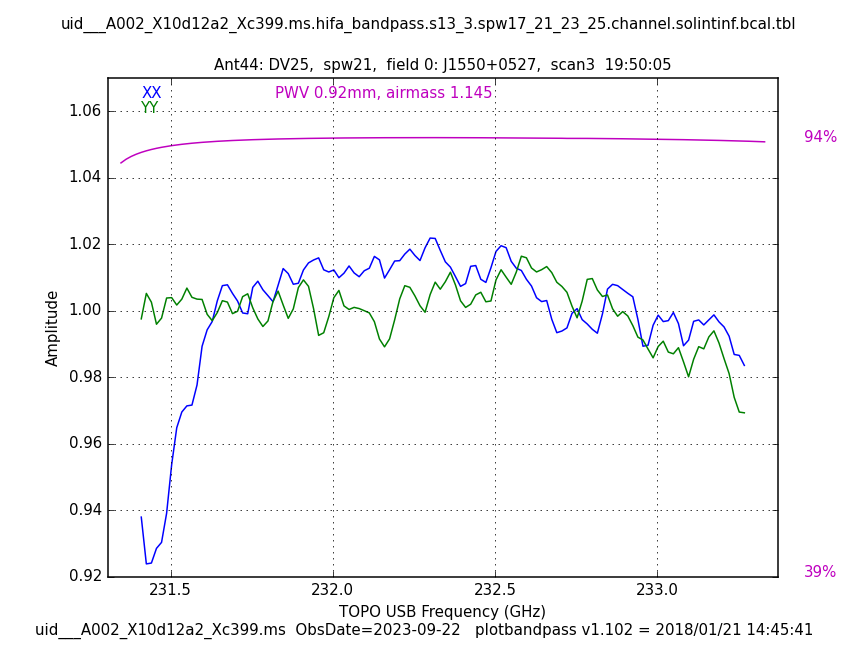 uid___A002_X10d12a2_Xc399.ms.hifa_bandpass.s13_3.spw17_21_23_25.channel.solintinf.bcal.tbl
Ant44: DV25,  spw21,  field 0: J1550+0527,  scan3  19:50:05
XX
YY
PWV 0.92mm, airmass 1.145
94%
39%
1.06
1.04
1.02
1.00
0.98
0.96
0.94
0.92
Amplitude
231.5
232.0
232.5
233.0
TOPO USB Frequency (GHz)
uid___A002_X10d12a2_Xc399.ms  ObsDate=2023-09-22   plotbandpass v1.102 = 2018/01/21 14:45:41